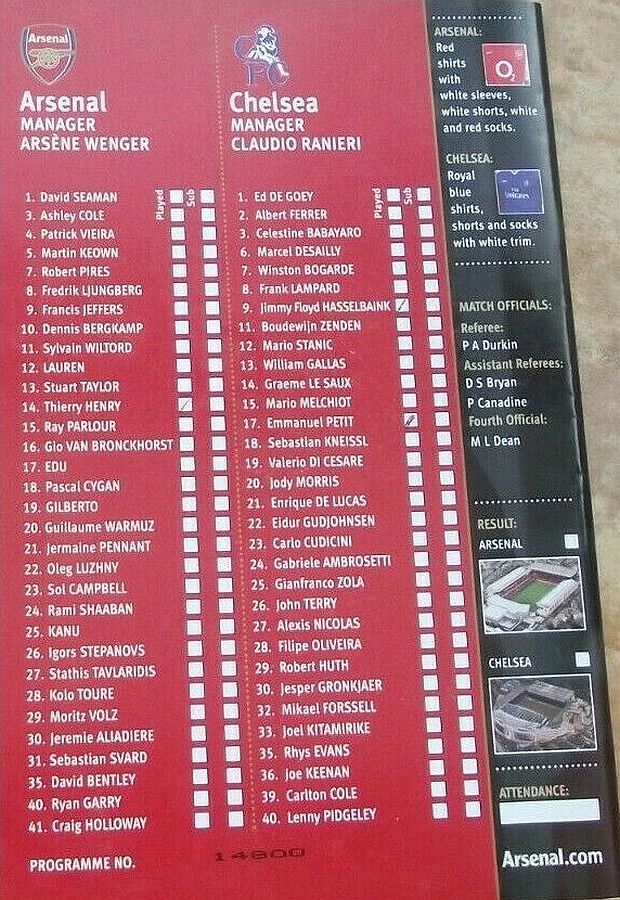 Arsenal
Arsenal
MANAGER
ARSÈNE WENGER
Played
Sub
1. David SEAMAN
3. Ashley COLE
4. Patrick VIEIRA
5. Martin KEOWN
7. Robert PIRES
8. Fredrik LJUNGBERG
9. Francis JEFFERS
10. Dennis BERGKAMP
11. Sylvain WILTORD
12. LAUREN
13. Stuart TAYLOR
14. Thierry HENRY
15. Ray PARLOUR
16. Gio VAN BRONCKHORST
17. EDU
18. Pascal CYGAN
19. GILBERTO
20. Guillaume WARMUZ
21. Jermaine PENNANT
22. Oleg LUZHNY
23. Sol CAMPBELL
24. Rami SHAABAN
25. KANU
26. Igors STEPANOVS
27. Stathis TAVLARIDIS
28. Kolo TOURE
29. Moritz VOLZ
30. Jeremie ALIADIERE
31. Sebastian SVARD
35. David BENTLEY
40. Ryan GARRY
41. Craig HOLLOWAY
PROGRAMME NO.
14800
CFC
Chelsea
MANAGER
CLAUDIO RANIERI
Played
Sub
1. Ed DE GOEY
2. Albert FERRER
3. Celestine BABAYARO
6. Marcel DESAILLY
7. Winston BOGARDE
8. Frank LAMPARD
9. Jimmy Floyd HASSELBAINK
11. Boudewijn ZENDEN
12. Mario STANIC
13. William GALLAS
14. Graeme LE SAUX
15. Mario MELCHIOT
17. Emmanuel PETIT
18. Sebastian KNEISSL
19. Valerio DI CESARE
20. Jody MORRIS
21. Enrique DE LUCAS
22. Eidur GUDJOHNSEN
23. Carlo CUDICINI
24. Gabriele AMBROSETTI
25. Gianfranco ZOLA
26. John TERRY
27. Alexis NICOLAS
28. Filipe OLIVEIRA
29. Robert HUTH
30. Jesper GRONKJAER
32. Mikael FORSSELL
33. Joel KITAMIRIKE
35. Rhys EVANS
36. Joe KEENAN
39. Carlton COLE
40. Lenny PIDGELEY
ARSENAL:
Red
shirts
with
white sleeves,
white shorts, white
and red socks.
O2
CHELSEA:
Royal
blue
shirts,
shorts and socks
with white trim.
Fly
Emirates
MATCH OFFICIALS:
Referee:
P A Durkin
Assistant Referees:
D S Bryan
P Canadine
Fourth Official:
M L Dean
RESULT:
ARSENAL
CHELSEA
ATTENDANCE:
Arsenal.com